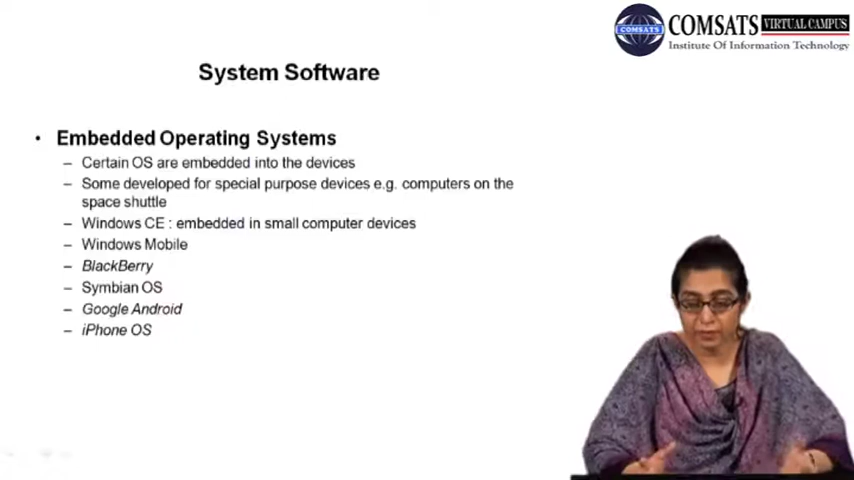 COMSATS VIRTUAL CAMPUS
COMSATS
Institute Of Information Technology
System Software
• Embedded Operating Systems
– Certain OS are embedded into the devices
– Some developed for special purpose devices e.g. computers on the
space shuttle
– Windows CE : embedded in small computer devices
– Windows Mobile
– BlackBerry
– Symbian OS
– Google Android
– iPhone OS